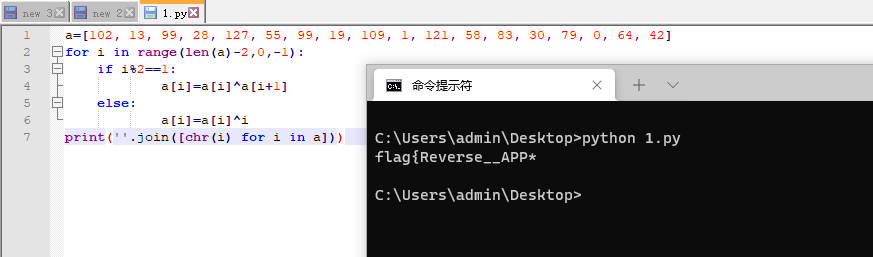 new 3 new 2 1.py
1 a=[102, 13, 99, 28, 127, 55, 99, 19, 109, 1, 121, 58, 83, 30, 79, 0, 64, 42]
2 for i in range(len(a)-2,0,-1):
3 if i%2==1:
4 a[i]=a[i]^a[i+1]
5 else:
6 a[i]=a[i]^i
7 print(''.join([chr(i) for i in a]))
命令提示符
C:\Users\admin\Desktop>python 1.py
flag{Reverse__APP*
C:\Users\admin\Desktop>